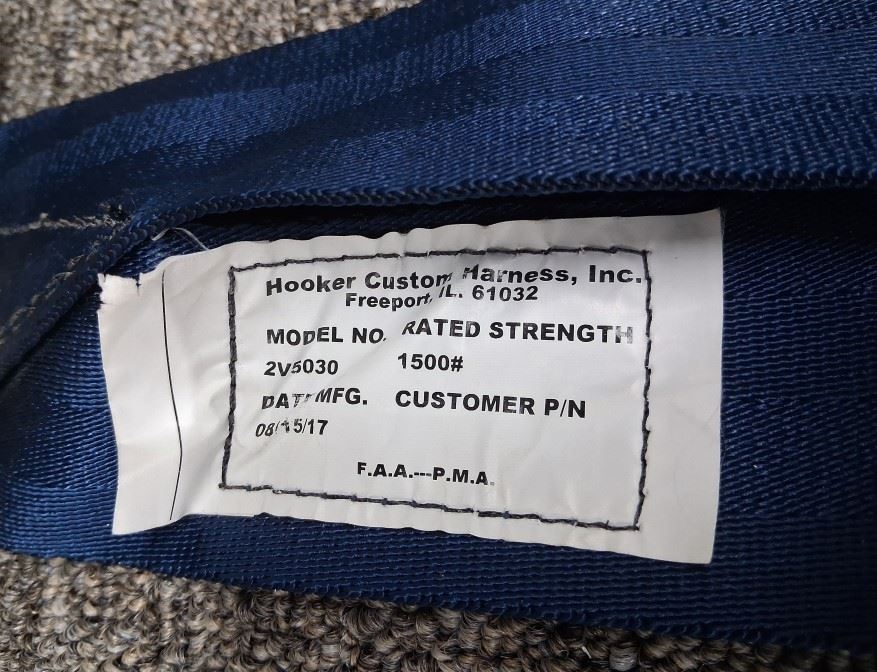 Hooker Custom Harness, Inc.
Freeport, IL. 61032
MODEL NO. RATED STRENGTH
2V5030 1500#
DATE MFG. CUSTOMER P/N
08/15/17
F.A.A.---P.M.A.